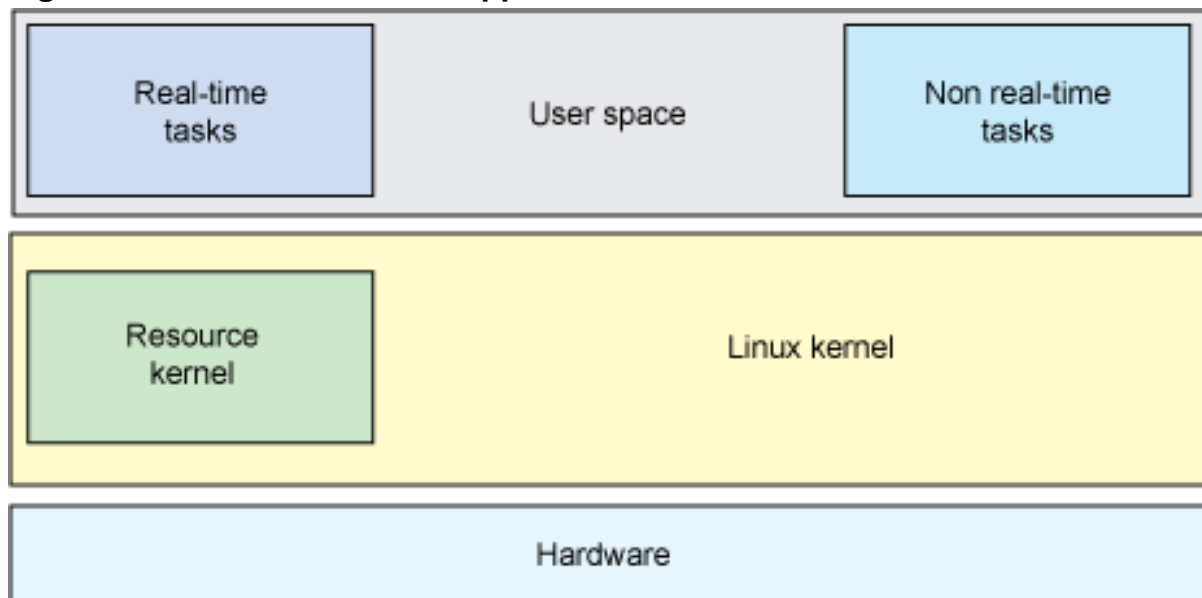 Real-time
tasks
User space
Non real-time
tasks
Resource
kernel
Linux kernel
Hardware